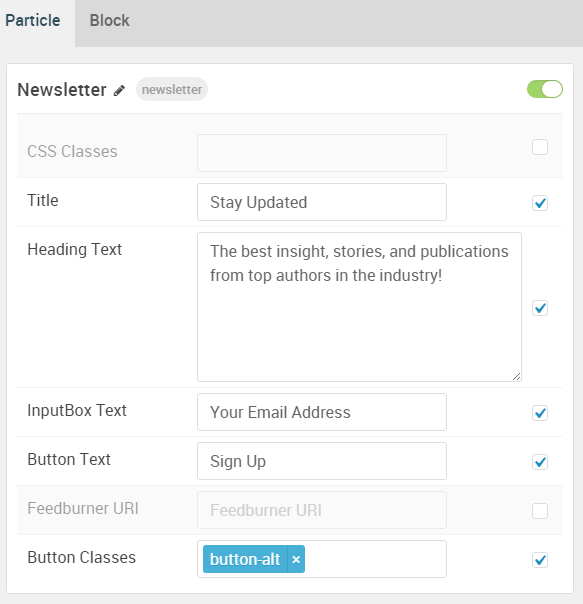 Particle Block
Newsletter newsletter
CSS Classes
Title Stay Updated
Heading Text The best insight, stories, and publications
from top authors in the industry!
InputBox Text Your Email Address
Button Text Sign Up
Feedburner URI Feedburner URI
Button Classes button-alt ×